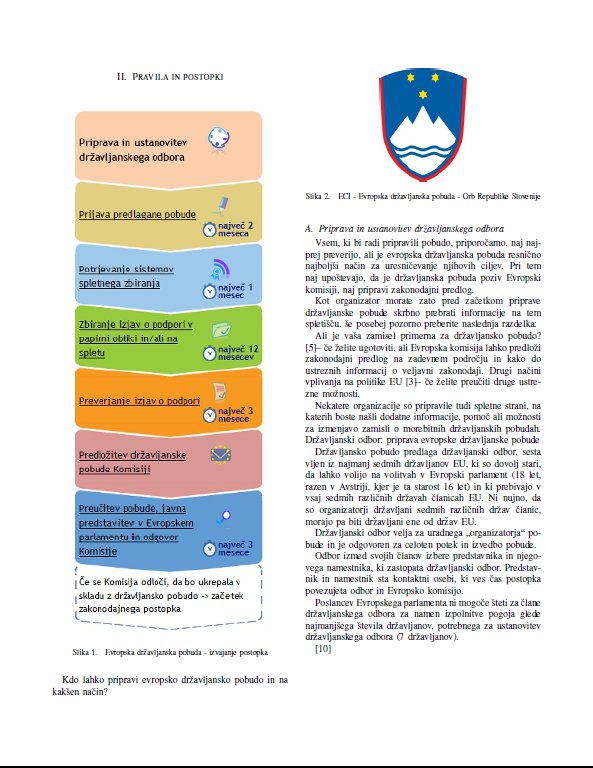 II. PRAVILA IN POSTOPKI
Priprava in ustanovitev
državljanskega odbora
Prijava predlagane pobude
največ 2
meseca
Potrjevanje sistemov
spletnega zbiranja
največ 1
mesec
Zbiranje izjav o podpori v
papirni obliki in/ali na
spletu
največ 12
mesecev
Preverjanje izjav o podpori
največ 3
mesece
Predložitev državljanske
pobude Komisiji
Preučitev pobude, javna
predstavitev v Evropskem
parlamentu in odgovor
Komisije
največ 3
mesece
Če se Komisija odloči, da bo ukrepala v
skladu z državljansko pobudo -> začetek
zakonodajnega postopka
Slika 1. Evropska državljanska pobuda - izvajanje postopka
Kdo lahko pripravi evropsko državljansko pobudo in na
kakšen način?
Slika 2. ECI - Evropska državljanska pobuda - Grb Republike Slovenije
A. Priprava in ustanovitev državljanskega odbora
Vsem, ki bi radi pripravili pobudo, priporočamo, naj naj-
prej preverijo, ali je evropska državljanska pobuda resnično
najboljši način za uresničevanje njihovih ciljev. Pri tem
naj upoštevajo, da je državljanska pobuda poziv Evropski
komisiji, naj pripravi zakonodajni predlog.
Kot organizator morate zato pred začetkom priprave
državljanske pobude skrbno prebrati informacije na tem
spletišču. še posebej pozorno preberite naslednja razdelka:
Ali je vaša zamisel primerna za državljansko pobudo?
[5]– če želite ugotoviti, ali Evropska komisija lahko predloži
zakonodajni predlog na zadevnem področju in kako do
ustreznih informacij o veljavni zakonodaji. Drugi načini
vplivanja na politike EU [3]– če želite preučiti druge ustre-
zne možnosti.
Nekatere organizacije so pripravile tudi spletne strani, na
katerih boste našli dodatne informacije, pomoč ali možnosti
za izmenjavo zamisli o morebitnih državljanskih pobudah.
Državljanski odbor: priprava evropske državljanske pobude
Državljansko pobudo predlaga državljanski odbor, sesta
vljen iz najmanj sedmih državljanov EU, ki so dovolj stari,
da lahko volijo na volitvah v Evropski parlament (18 let,
razen v Avstriji, kjer je ta starost 16 let) in ki prebivajo v
vsaj sedmih različnih državah članicah EU. Ni nujno, da
so organizatorji državljani sedmih različnih držav članic,
morajo pa biti državljani ene od držav EU.
Državljanski odbor velja za uradnega „organizatorja“ po-
bude in je odgovoren za celoten potek in izvedbo pobude.
Odbor izmed svojih članov izbere predstavnika in njego-
vega namestnika, ki zastopata državljanski odbor. Predstav-
nik in namestnik sta kontaktni osebi, ki ves čas postopka
povezujeta odbor in Evropsko komisijo.
Poslancev Evropskega parlamenta ni mogoče šteti za člane
državljanskega odbora za namen izpolnitve pogoja glede
najmanjšega števila državljanov, potrebnega za ustanovitev
državljanskega odbora (7 državljanov).
[10]